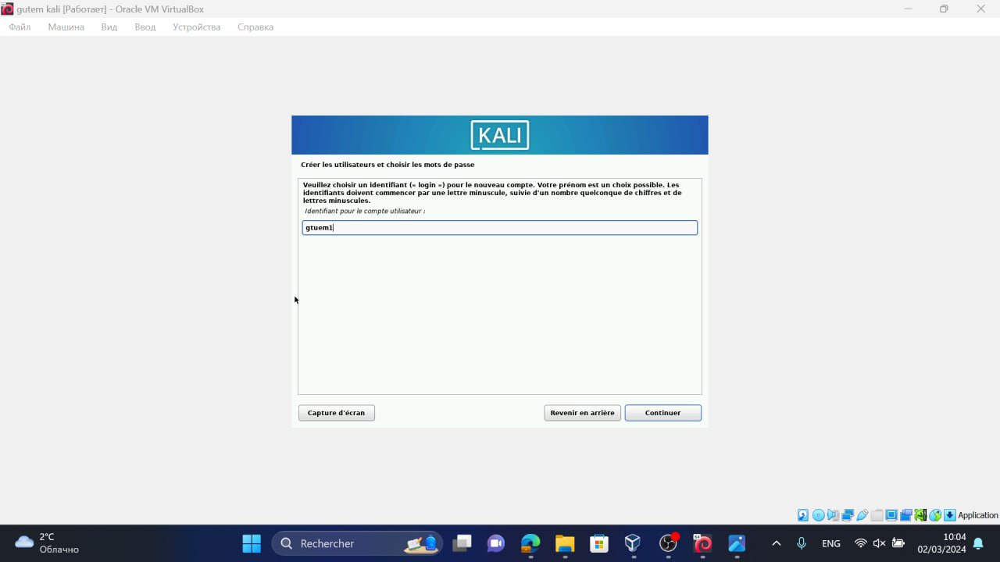 gutem kali [Работает] - Oracle VM VirtualBox
Файл Машина Вид Ввод Устройства Справка
KALI
Créer les utilisateurs et choisir les mots de passe
Veuillez choisir un identifiant (« login ») pour le nouveau compte. Votre prénom est un choix possible. Les
identifiants doivent commencer par une lettre minuscule, suivie d'un nombre quelconque de chiffres et de
lettres minuscules.
Identifiant pour le compte utilisateur :
gtuem1
Capture d'écran Revenir en arrière Continuer
Application
2°C
Облачно
Rechercher
ENG
10:04
02/03/2024